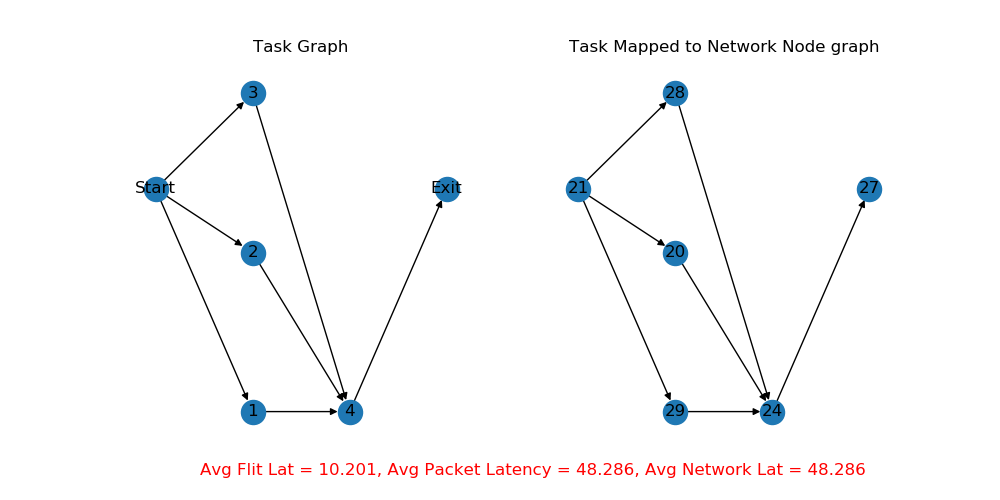 Task Graph
Task Mapped to Network Node graph
3
28
Start
Exit
21
27
2
20
1
4
29
24
Avg Flit Lat = 10.201, Avg Packet Latency = 48.286, Avg Network Lat = 48.286